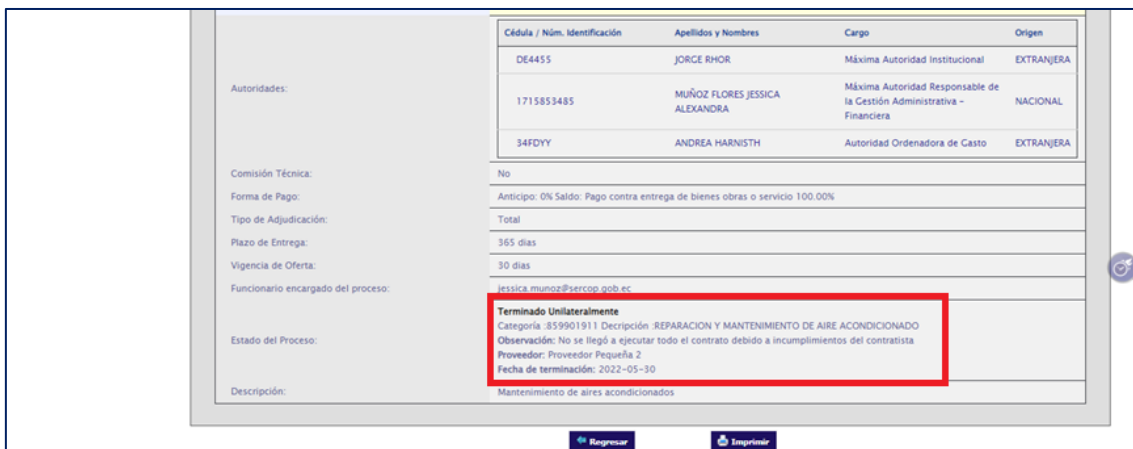 Cédula / Núm. Identificación Apellidos y Nombres Cargo Origen
DE4455 JORGE RHOR Máxima Autoridad Institucional EXTRANJERA
Autoridades:
1715853485 MUÑOZ FLORES JESSICA ALEXANDRA Máxima Autoridad Responsable de la Gestión Administrativa - Financiera NACIONAL
34FDYY ANDREA HARNISTH Autoridad Ordenadora de Gasto EXTRANJERA
Comisión Técnica: No
Forma de Pago: Anticipo: 0% Saldo: Pago contra entrega de bienes obras o servicio 100.00%
Tipo de Adjudicación: Total
Plazo de Entrega: 365 dias
Vigencia de Oferta: 30 dias
Funcionario encargado del proceso: jessica.munoz@sercop.gob.ec
Estado del Proceso:
Terminado Unilateralmente
Categoría :859901911 Decripción :REPARACION Y MANTENIMIENTO DE AIRE ACONDICIONADO
Observación: No se llegó a ejecutar todo el contrato debido a incumplimientos del contratista
Proveedor: Proveedor Pequeña 2
Fecha de terminación: 2022-05-30
Descripción: Mantenimiento de aires acondicionados
Regresar Imprimir